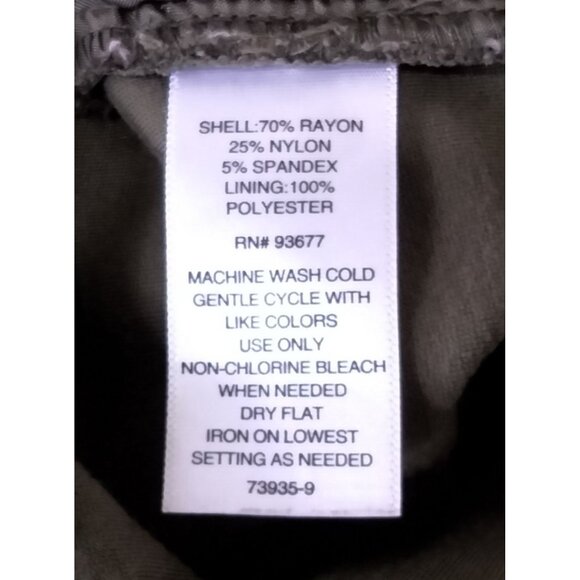 SHELL:70% RAYON
25% NYLON
5% SPANDEX
LINING:100%
POLYESTER
RN# 93677
MACHINE WASH COLD
GENTLE CYCLE WITH
LIKE COLORS
USE ONLY
NON-CHLORINE BLEACH
WHEN NEEDED
DRY FLAT
IRON ON LOWEST
SETTING AS NEEDED
73935-9